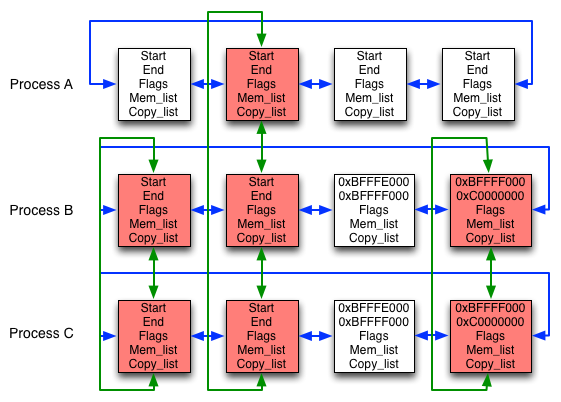 Process A
Start
End
Flags
Mem_list
Copy_list
Start
End
Flags
Mem_list
Copy_list
Start
End
Flags
Mem_list
Copy_list
Start
End
Flags
Mem_list
Copy_list
Process B
Start
End
Flags
Mem_list
Copy_list
Start
End
Flags
Mem_list
Copy_list
0xBFFFE000
0xBFFFF000
Flags
Mem_list
Copy_list
0xBFFFF000
0xC0000000
Flags
Mem_list
Copy_list
Process C
Start
End
Flags
Mem_list
Copy_list
Start
End
Flags
Mem_list
Copy_list
0xBFFFE000
0xBFFFF000
Flags
Mem_list
Copy_list
0xBFFFF000
0xC0000000
Flags
Mem_list
Copy_list